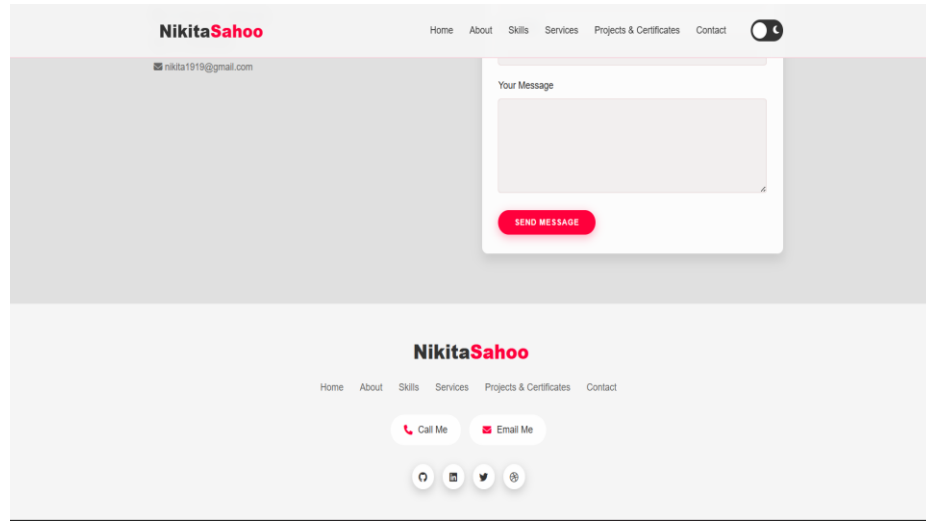 NikitaSahoo
Home About Skills Services Projects & Certificates Contact
nikita1919@gmail.com
Your Message
SEND MESSAGE
NikitaSahoo
Home About Skills Services Projects & Certificates Contact
Call Me Email Me